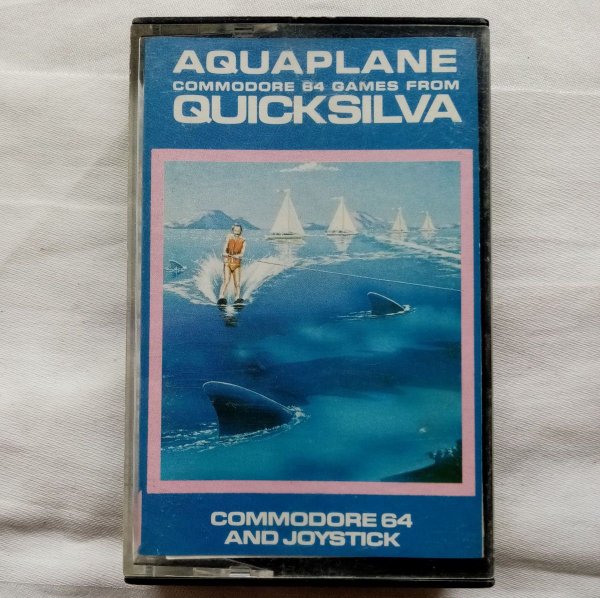 AQUAPLANE
COMMODORE 64 GAMES FROM
QUICKSILVA
COMMODORE 64
AND JOYSTICK